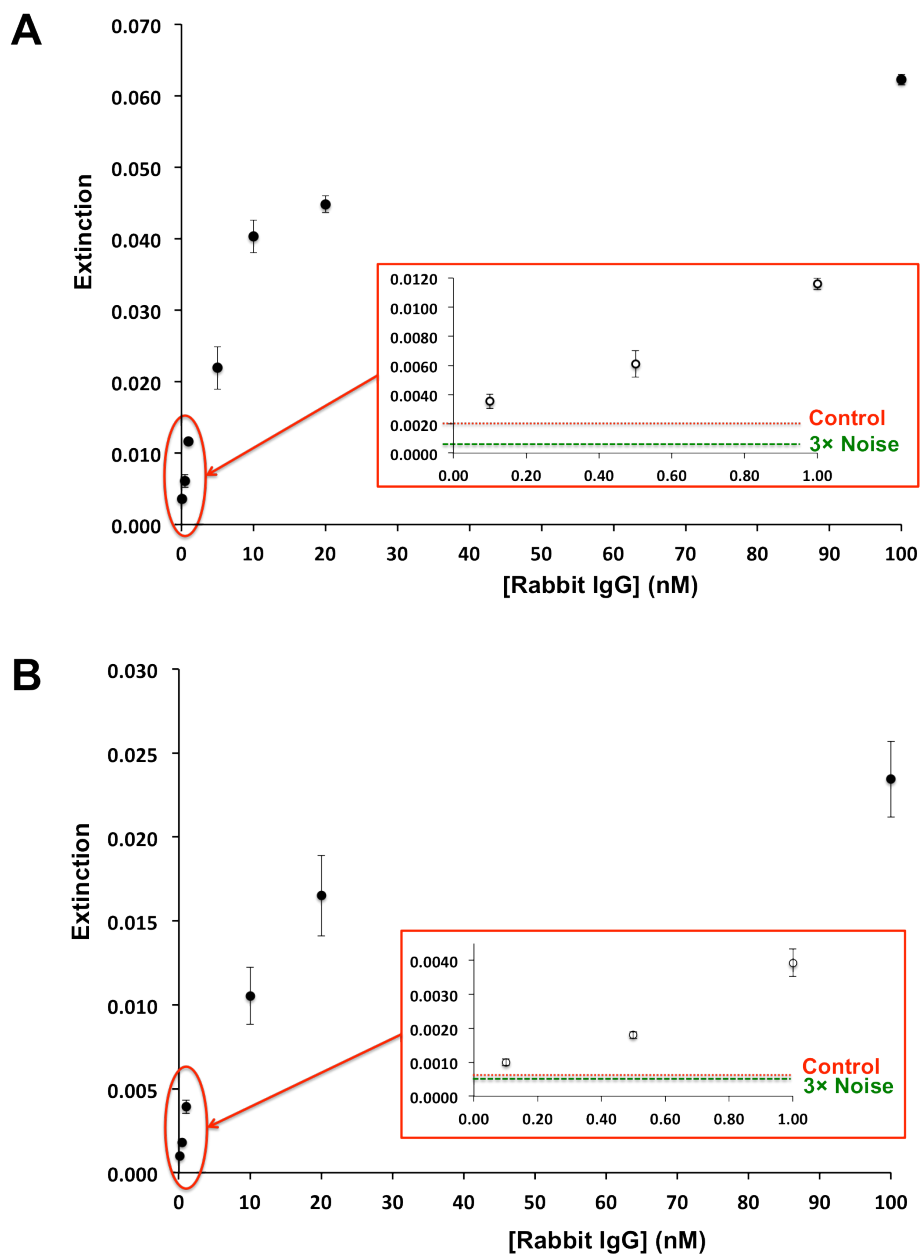 A
0.070
0.060
0.050
0.040
0.030
0.020
0.010
0.000
Extinction
0 10 20 30 40 50 60 70 80 90 100
[Rabbit IgG] (nM)
0.0120
0.0100
0.0080
0.0060
0.0040
0.0020
0.0000
Control
3× Noise
0.00 0.20 0.40 0.60 0.80 1.00
B
0.030
0.025
0.020
0.015
0.010
0.005
0.000
Extinction
0 10 20 30 40 50 60 70 80 90 100
[Rabbit IgG] (nM)
0.0040
0.0030
0.0020
0.0010
0.0000
Control
3× Noise
0.00 0.20 0.40 0.60 0.80 1.00